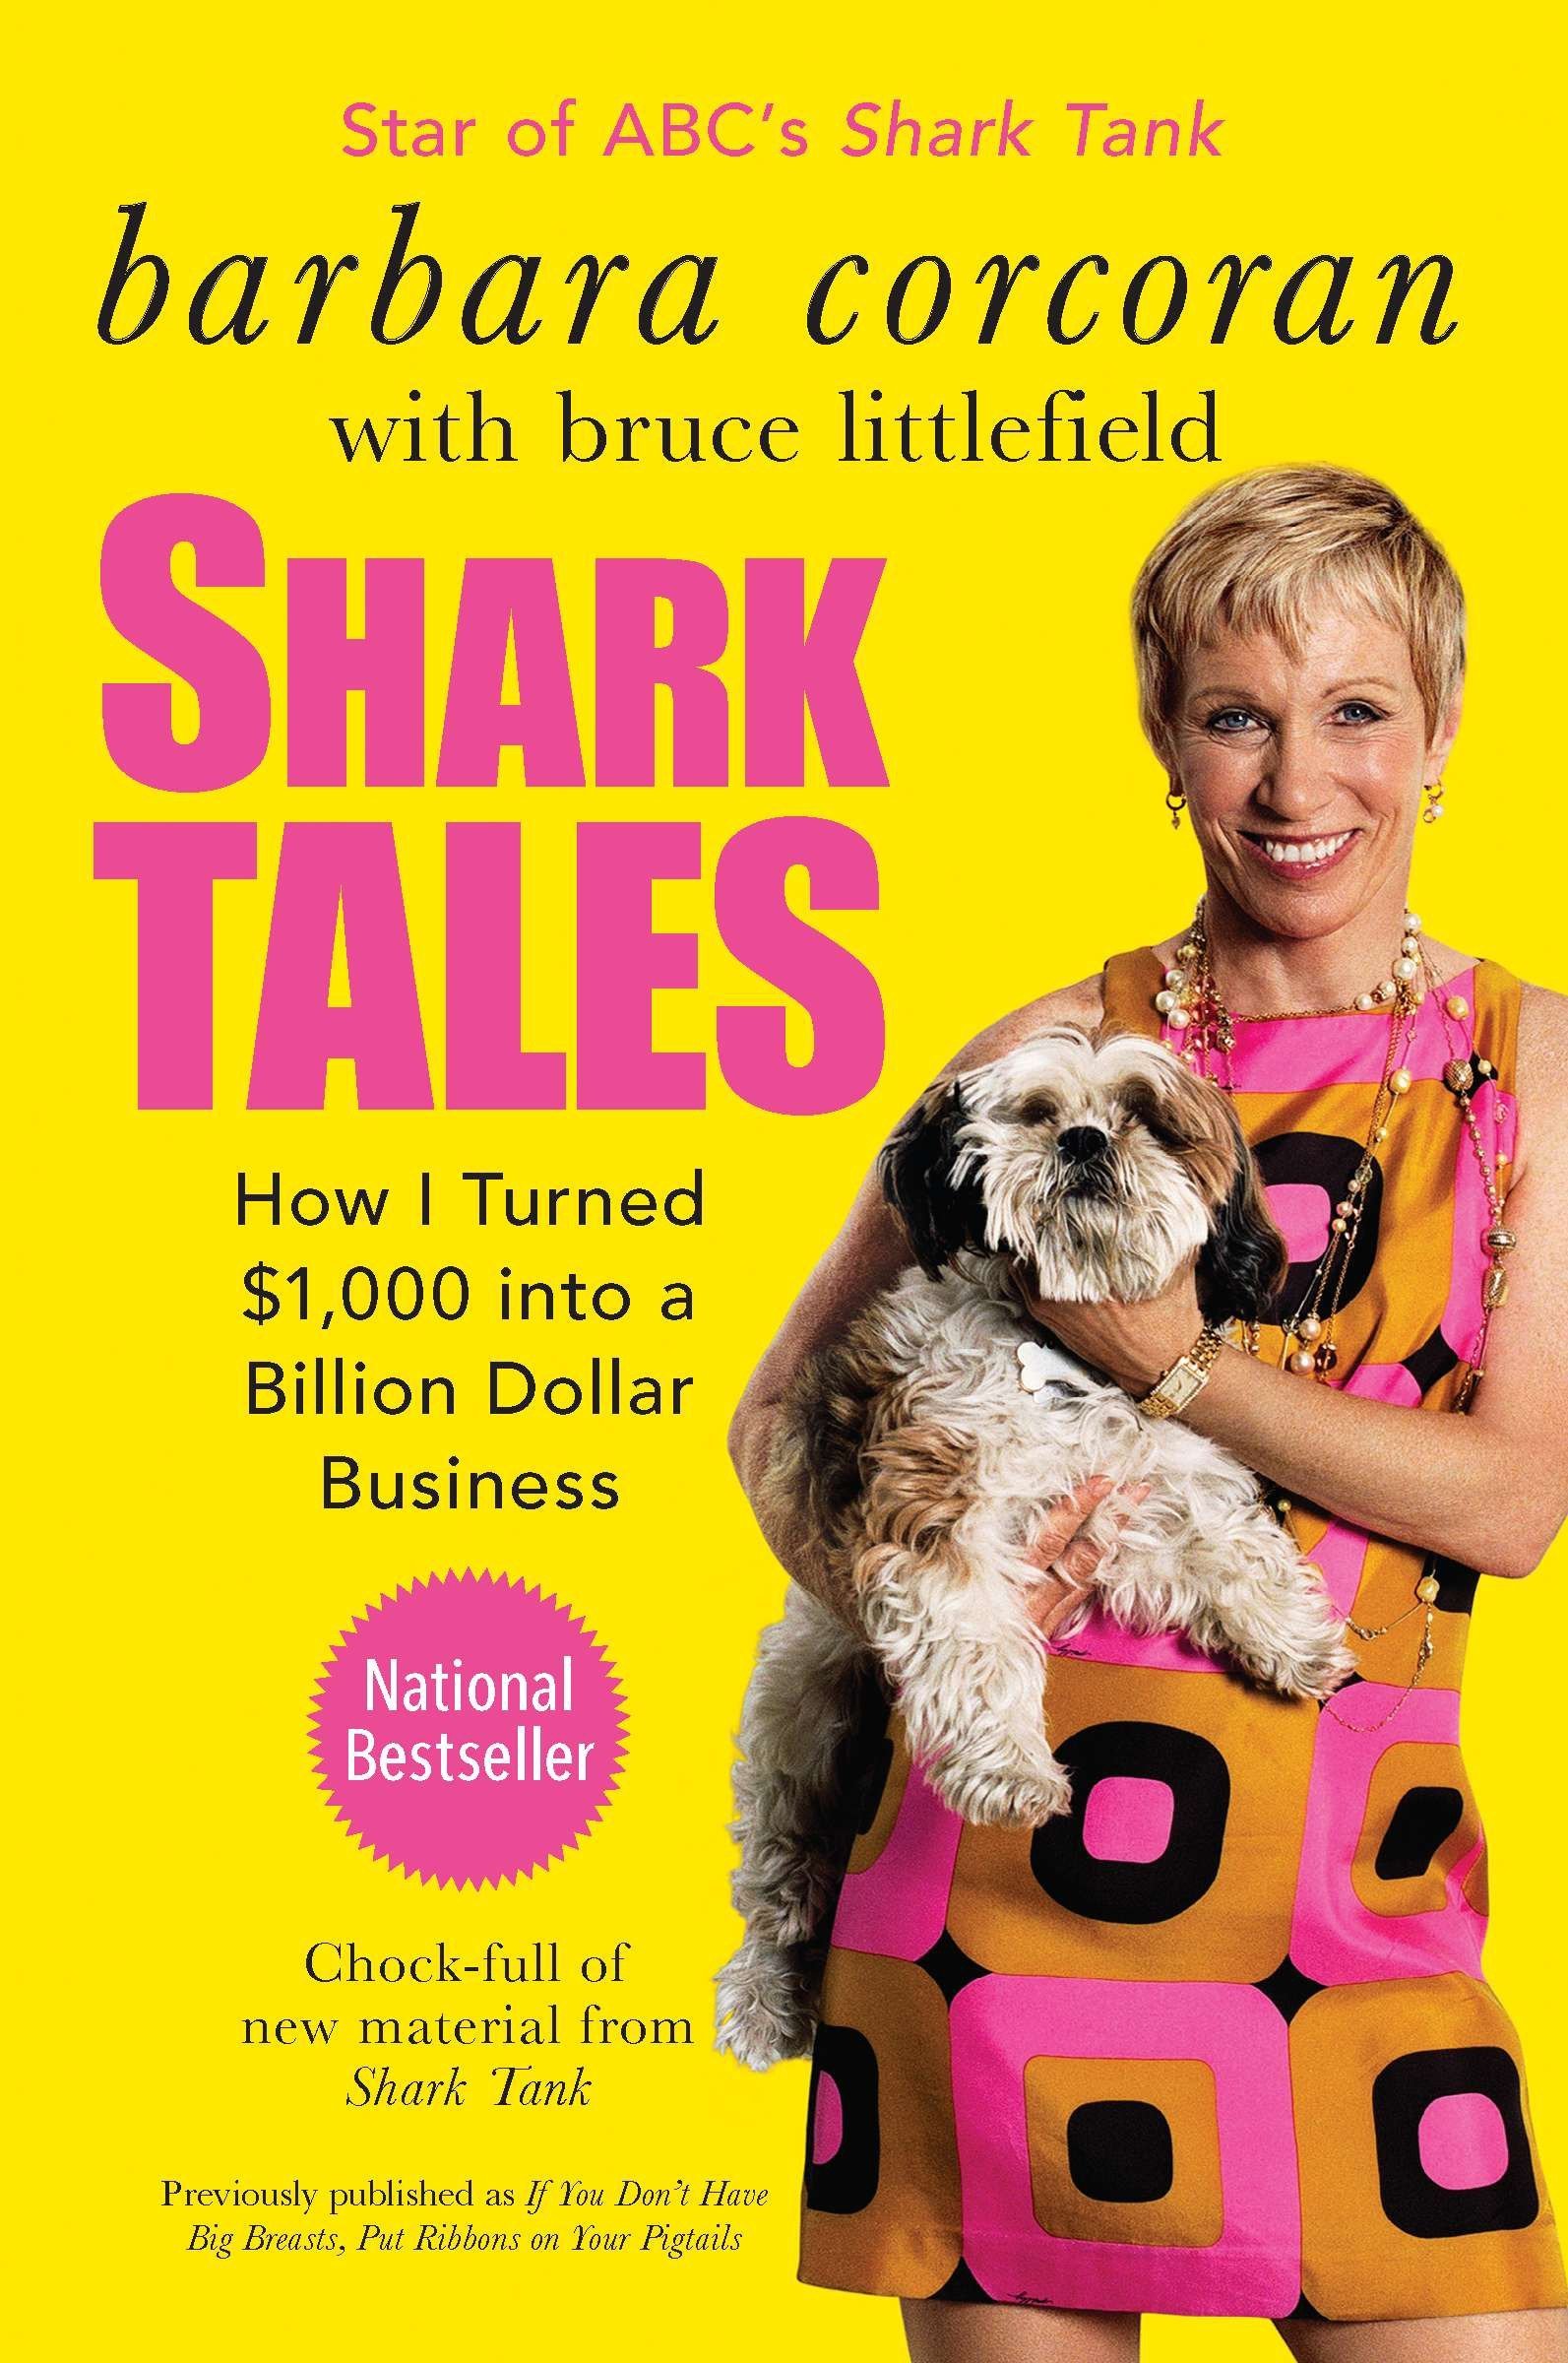 Star of ABC's Shark Tank
barbara corcoran
with bruce littlefield
SHARK
TALES
How I Turned
$1,000 into a
Billion Dollar
Business
National
Bestseller
Chock-full of
new material from
Shark Tank
Previously published as If You Don't Have
Big Breasts, Put Ribbons on Your Pigtails